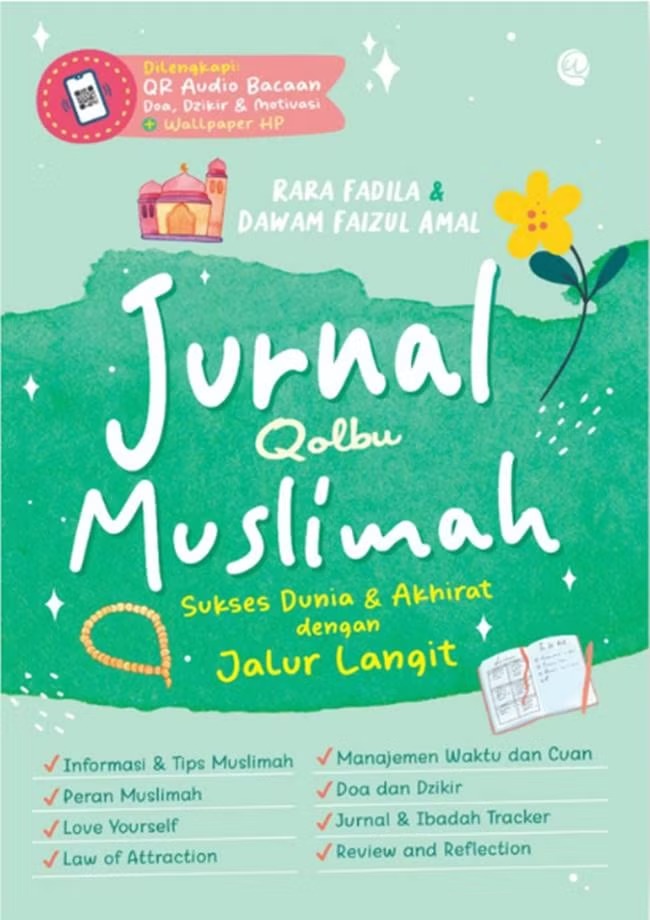 Dilengkapi:
QR Audio Bacaan
Doa, Dzikir & Motivasi
+ Wallpaper HP
RARA FADILA &
DAWAM FAIZUL AMAL
Jurnal
Qolbu
Muslimah
Sukses Dunia & Akhirat
dengan
Jalur Langit
Informasi & Tips Muslimah
Peran Muslimah
Love Yourself
Law of Attraction
Manajemen Waktu dan Cuan
Doa dan Dzikir
Jurnal & Ibadah Tracker
Review and Reflection